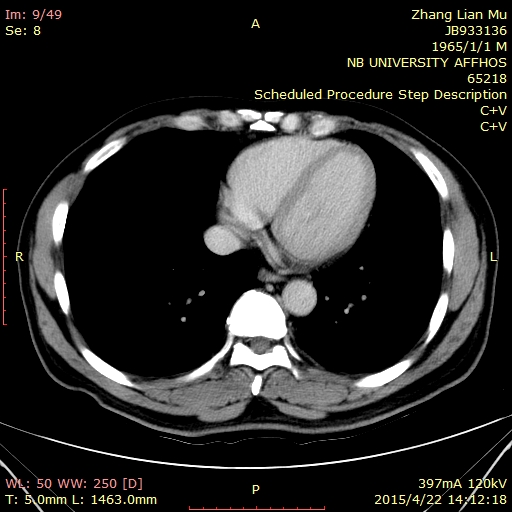 Im: 9/49
Se: 8
A
Zhang Lian Mu
JB933136
1965/1/1 M
NB UNIVERSITY AFFHOS
65218
Scheduled Procedure Step Description
C+V
C+V
R
L
WL: 50 WW: 250 [D]
T: 5.0mm L: 1463.0mm
P
397mA 120kV
2015/4/22 14:12:18